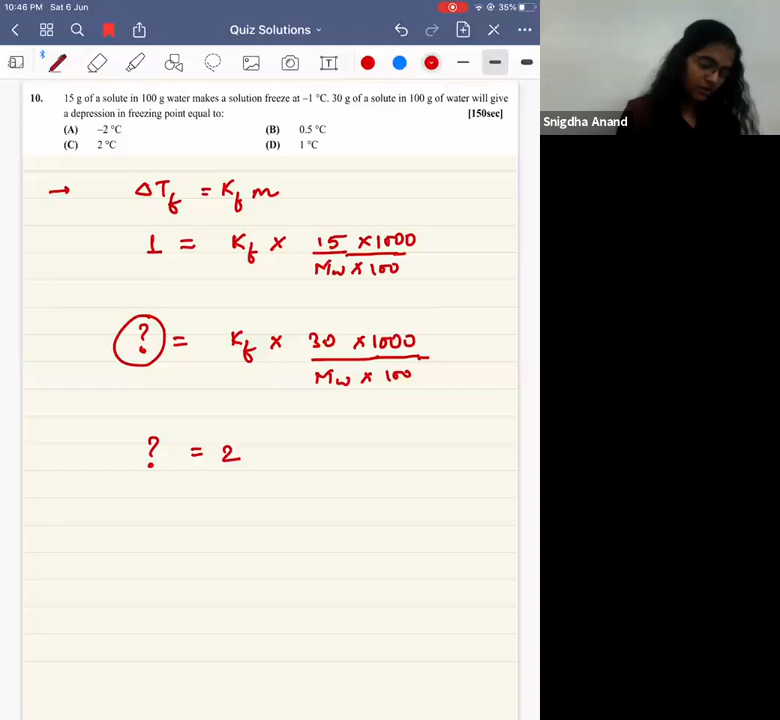 10:46 PM Sat 6 Jun
35%
Quiz Solutions
T
Snigdha Anand
10. 15 g of a solute in 100 g water makes a solution freeze at –1 °C. 30 g of a solute in 100 g of water will give
a depression in freezing point equal to: [150sec]
(A) –2 °C (B) 0.5 °C
(C) 2 °C (D) 1 °C
→ ΔTf = Kf m
1 = Kf × 15 × 1000
Mw × 100
? = Kf × 30 × 1000
Mw × 100
? = 2